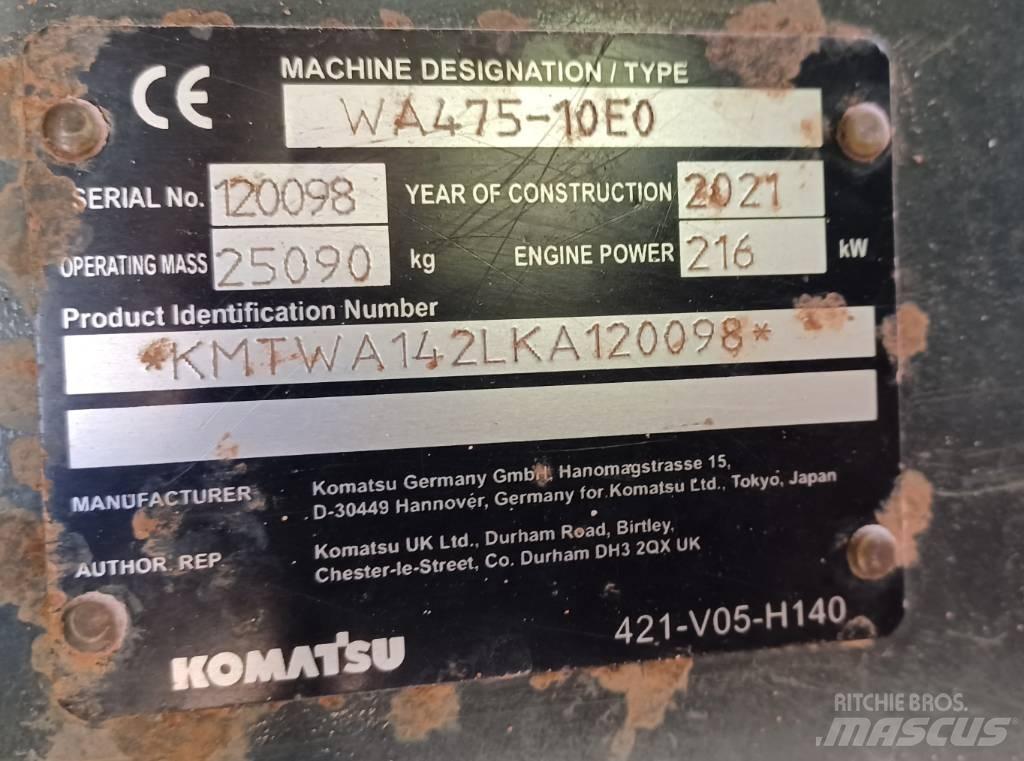 CE
MACHINE DESIGNATION / TYPE
WA475-10E0
SERIAL No. 120098 YEAR OF CONSTRUCTION 2021
OPERATING MASS 25090 kg ENGINE POWER 216 kW
Product Identification Number
*KMTWA142LKA120098*
MANUFACTURER Komatsu Germany GmbH, Hanomagstrasse 15,
D-30449 Hannover, Germany for Komatsu Ltd., Tokyo, Japan
AUTHOR. REP. Komatsu UK Ltd., Durham Road, Birtley,
Chester-le-Street, Co. Durham DH3 2QX UK
KOMATSU
421-V05-H140
RITCHIE BROS.
MASCUS